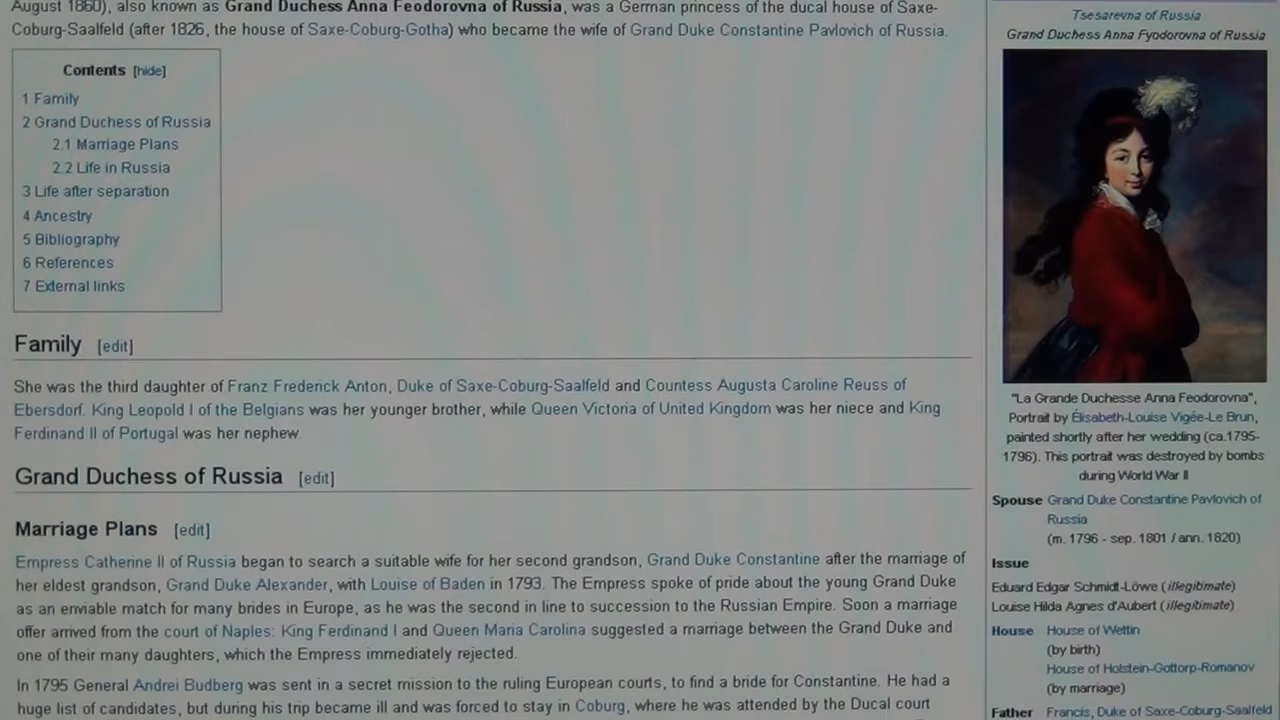 August 1860), also known as Grand Duchess Anna Feodorovna of Russia, was a German princess of the ducal house of Saxe-
Coburg-Saalfeld (after 1826, the house of Saxe-Coburg-Gotha) who became the wife of Grand Duke Constantine Pavlovich of Russia.
Contents [hide]
1 Family
2 Grand Duchess of Russia
2.1 Marriage Plans
2.2 Life in Russia
3 Life after separation
4 Ancestry
5 Bibliography
6 References
7 External links
Family [edit]
She was the third daughter of Franz Frederick Anton, Duke of Saxe-Coburg-Saalfeld and Countess Augusta Caroline Reuss of
Ebersdorf. King Leopold I of the Belgians was her younger brother, while Queen Victoria of United Kingdom was her niece and King
Ferdinand II of Portugal was her nephew.
Grand Duchess of Russia [edit]
Marriage Plans [edit]
Empress Catherine II of Russia began to search a suitable wife for her second grandson, Grand Duke Constantine after the marriage of
her eldest grandson, Grand Duke Alexander, with Louise of Baden in 1793. The Empress spoke of pride about the young Grand Duke
as an enviable match for many brides in Europe, as he was the second in line to succession to the Russian Empire. Soon a marriage
offer arrived from the court of Naples: King Ferdinand I and Queen Maria Carolina suggested a marriage between the Grand Duke and
one of their many daughters, which the Empress immediately rejected.
In 1795 General Andrei Budberg was sent in a secret mission to the ruling European courts, to find a bride for Constantine. He had a
huge list of candidates, but during his trip became ill and was forced to stay in Coburg, where he was attended by the Ducal court
Tsesarevna of Russia
Grand Duchess Anna Fyodorovna of Russia
"La Grande Duchesse Anna Feodorovna",
Portrait by Élisabeth-Louise Vigée-Le Brun,
painted shortly after her wedding (ca.1795-
1796). This portrait was destroyed by bombs
during World War II
Spouse Grand Duke Constantine Pavlovich of
Russia
(m. 1796 - sep. 1801 / ann. 1820)
Issue
Eduard Edgar Schmidt-Löwe (illegibmate)
Louise Hilda Agnes d'Aubert (illegibmate)
House House of Wettin
(by birth)
House of Holstein-Gottorp-Romanov
(by marriage)
Father Francis, Duke of Saxe-Coburg-Saalfeld